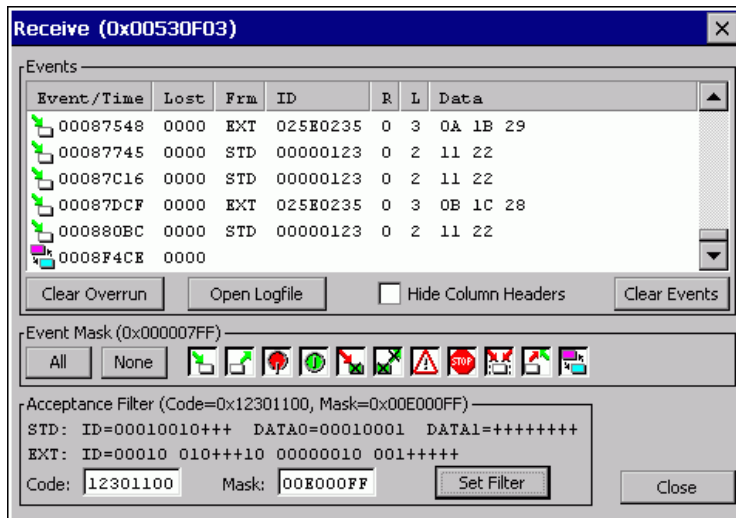 Receive (0x00530F03)
Events
Event/Time Lost Frm ID R L Data
00087548 0000 EXT 025E0235 0 3 0A 1B 29
00087745 0000 STD 00000123 0 2 11 22
00087C16 0000 STD 00000123 0 2 11 22
00087DCF 0000 EXT 025E0235 0 3 0B 1C 28
000880BC 0000 STD 00000123 0 2 11 22
0008F4CE 0000
Clear Overrun Open Logfile Hide Column Headers Clear Events
Event Mask (0x000007FF)
All None STOP
Acceptance Filter (Code=0x12301100, Mask=0x00E000FF)
STD: ID=00010010+++ DATA0=00010001 DATA1=++++++++
EXT: ID=00010 010+++10 00000010 001+++++
Code: 12301100 Mask: 00E000FF Set Filter Close